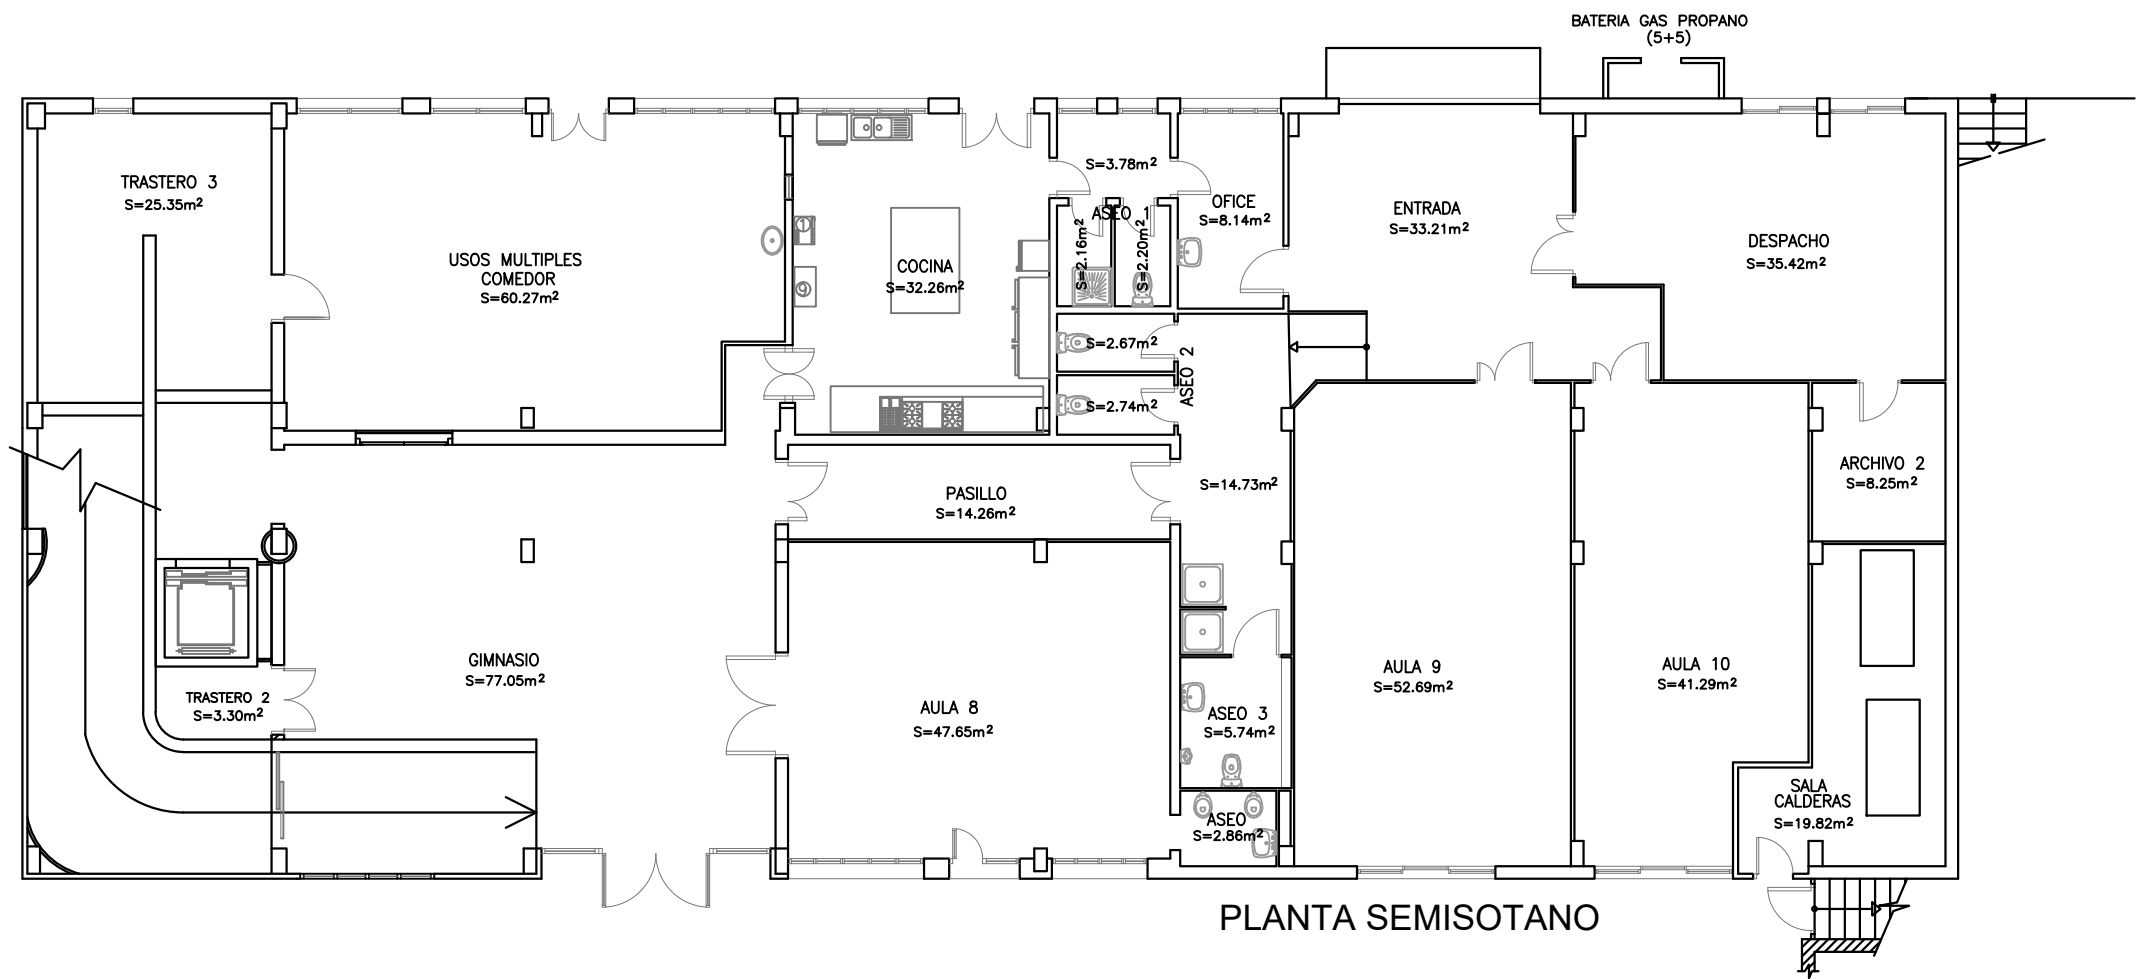 BATERIA GAS PROPANO
(5+5)
TRASTERO 3
S=25.35m²
USOS MULTIPLES
COMEDOR
S=60.27m²
COCINA
S=32.26m²
S=3.78m²
ASEO 1
S=2.16m²
S=2.20m²
OFICE
S=8.14m²
ENTRADA
S=33.21m²
DESPACHO
S=35.42m²
S=2.67m²
ASEO 2
S=2.74m²
PASILLO
S=14.26m²
S=14.73m²
ARCHIVO 2
S=8.25m²
GIMNASIO
S=77.05m²
TRASTERO 2
S=3.30m²
AULA 8
S=47.65m²
ASEO 3
S=5.74m²
ASEO
S=2.86m²
AULA 9
S=52.69m²
AULA 10
S=41.29m²
SALA
CALDERAS
S=19.82m²
PLANTA SEMISOTANO